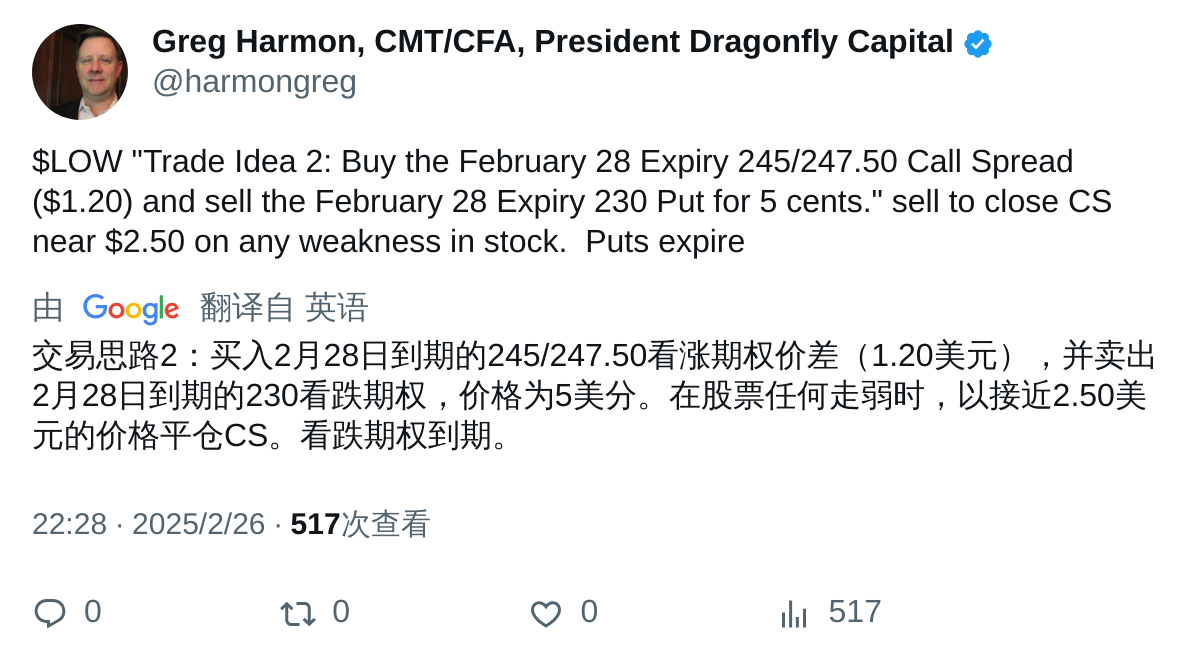 Greg Harmon, CMT/CFA, President Dragonfly Capital
@harmongreg
$LOW "Trade Idea 2: Buy the February 28 Expiry 245/247.50 Call Spread
($1.20) and sell the February 28 Expiry 230 Put for 5 cents." sell to close CS
near $2.50 on any weakness in stock.  Puts expire
由 Google 翻译自 英语
交易思路2：买入2月28日到期的245/247.50看涨期权价差（1.20美元），并卖出
2月28日到期的230看跌期权，价格为5美分。在股票任何走弱时，以接近2.50美
元的价格平仓CS。看跌期权到期。
22:28 · 2025/2/26 · 517次查看
0 0 0 517